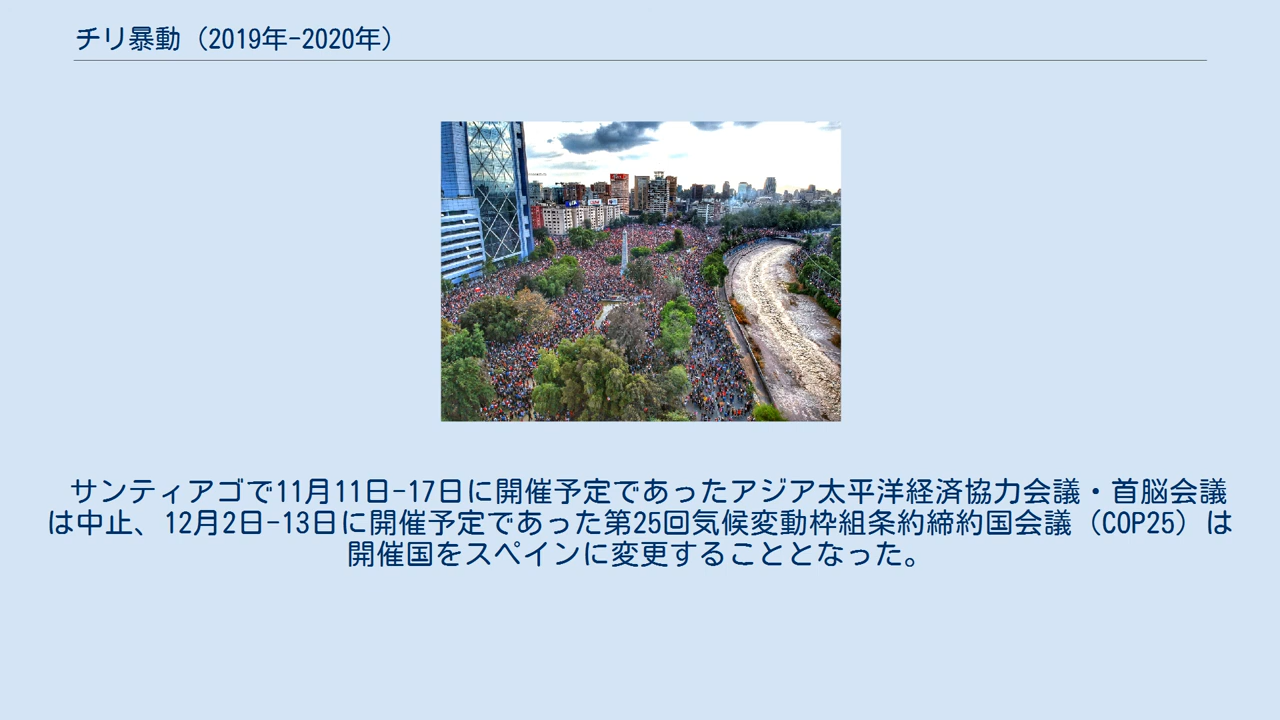 チリ暴動（2019年-2020年）
サンティアゴで11月11日-17日に開催予定であったアジア太平洋経済協力会議・首脳会議
は中止、12月2日-13日に開催予定であった第25回気候変動枠組条約締約国会議（COP25）は
開催国をスペインに変更することとなった。